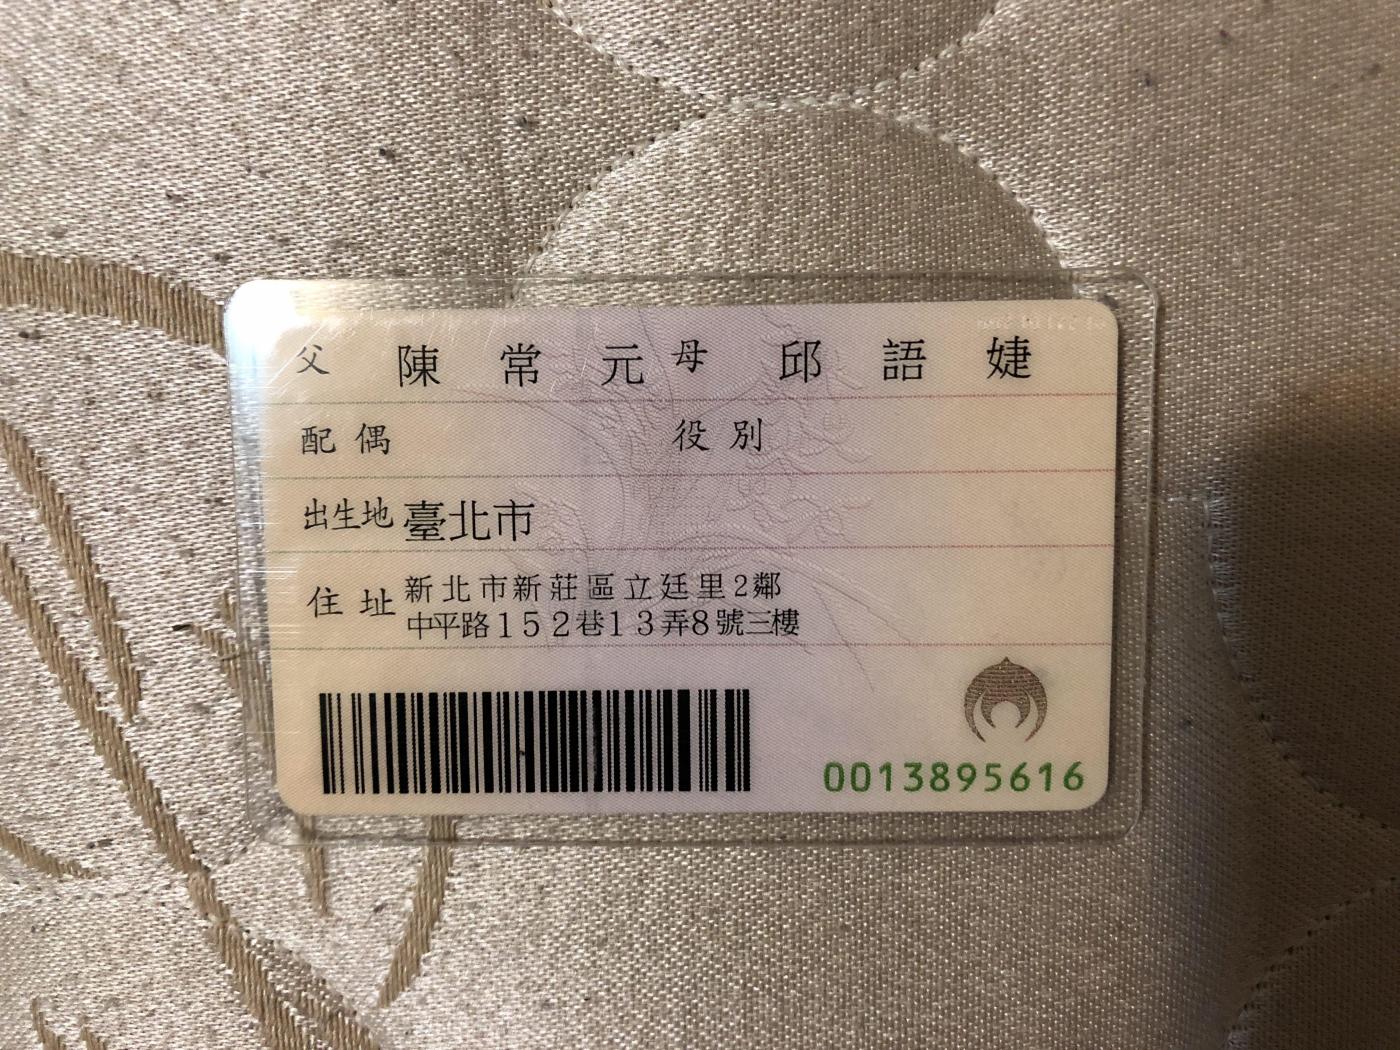 父 陳常元 母 邱語婕
配偶 役別
出生地 臺北市
住址 新北市新莊區立廷里2鄰
中平路152巷13弄8號三樓
0013895616